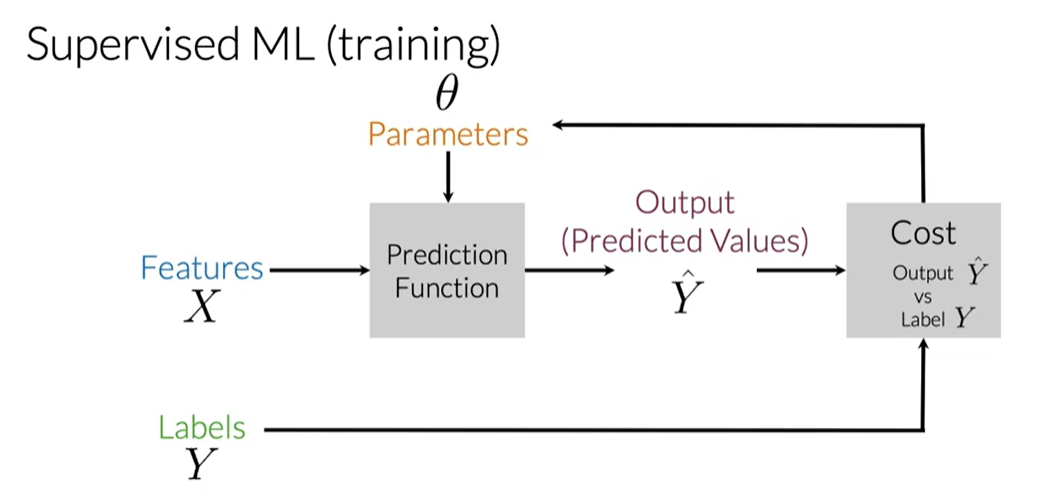 Supervised ML (training)
θ
Parameters
Features
X
Prediction
Function
Output
(Predicted Values)
Ŷ
Cost
Output Ŷ
vs
Label Y
Labels
Y